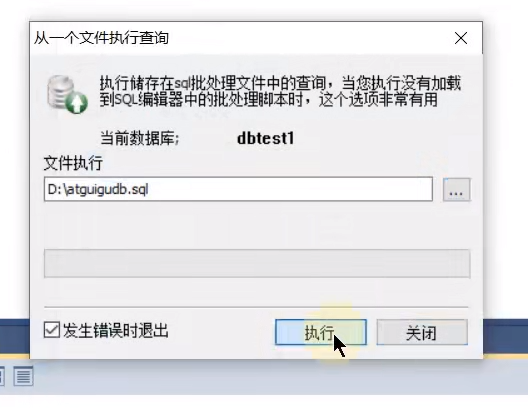 从一个文件执行查询
执行储存在sql批处理文件中的查询，当您执行没有加载
到SQL编辑器中的批处理脚本时，这个选项非常有用
当前数据库; dbtest1
文件执行
D:\atguigudb.sql
...
发生错误时退出
执行
关闭